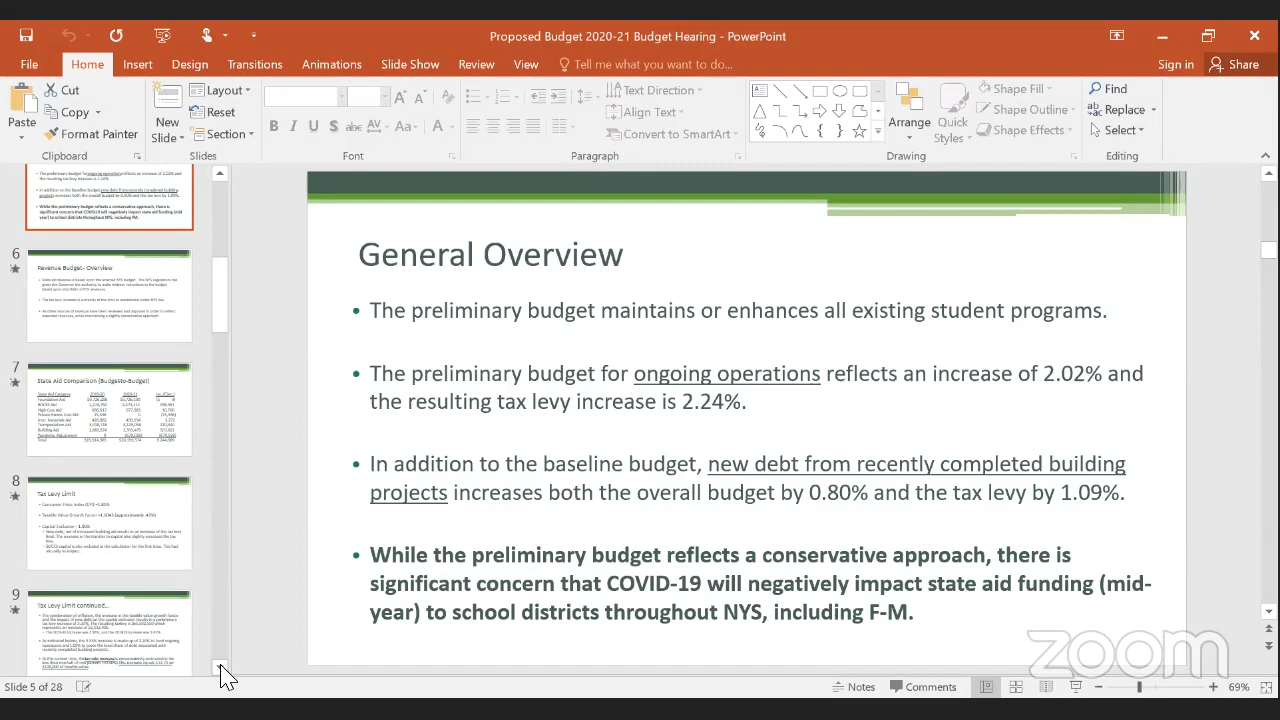 Proposed Budget 2020-21 Budget Hearing - PowerPoint
File Home Insert Design Transitions Animations Slide Show Review View Tell me what you want to do... Sign in Share
Paste
Cut
Copy
Format Painter
Clipboard
New Slide
Layout
Reset
Section
Slides
B I U S abc AV Aa A
Font
Text Direction
Align Text
Convert to SmartArt
Paragraph
Arrange
Quick Styles
Shape Fill
Shape Outline
Shape Effects
Drawing
Find
Replace
Select
Editing
6
Revenue Budget- Overview
7
State Aid Comparison (Budget-to-Budget)
8
Tax Levy Limit
9
Tax Levy Limit continued...
General Overview
• The preliminary budget maintains or enhances all existing student programs.
• The preliminary budget for ongoing operations reflects an increase of 2.02% and
the resulting tax levy increase is 2.24%.
• In addition to the baseline budget, new debt from recently completed building
projects increases both the overall budget by 0.80% and the tax levy by 1.09%.
• While the preliminary budget reflects a conservative approach, there is
significant concern that COVID-19 will negatively impact state aid funding (mid-
year) to school districts throughout NYS, including F-M.
zoom
Slide 5 of 28 Notes Comments 69%